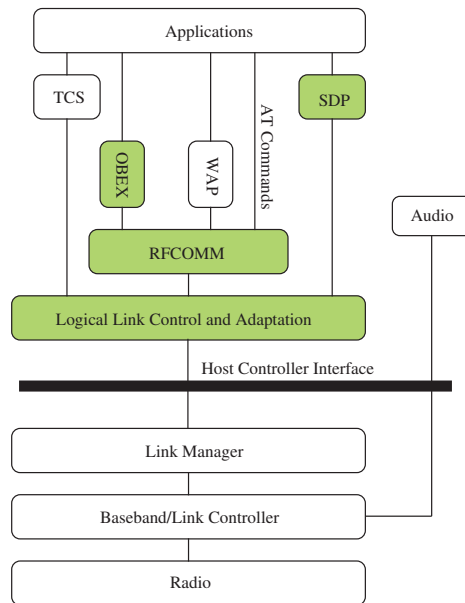 Applications
TCS
SDP
OBEX
WAP
AT Commands
Audio
RFCOMM
Logical Link Control and Adaptation
Host Controller Interface
Link Manager
Baseband/Link Controller
Radio